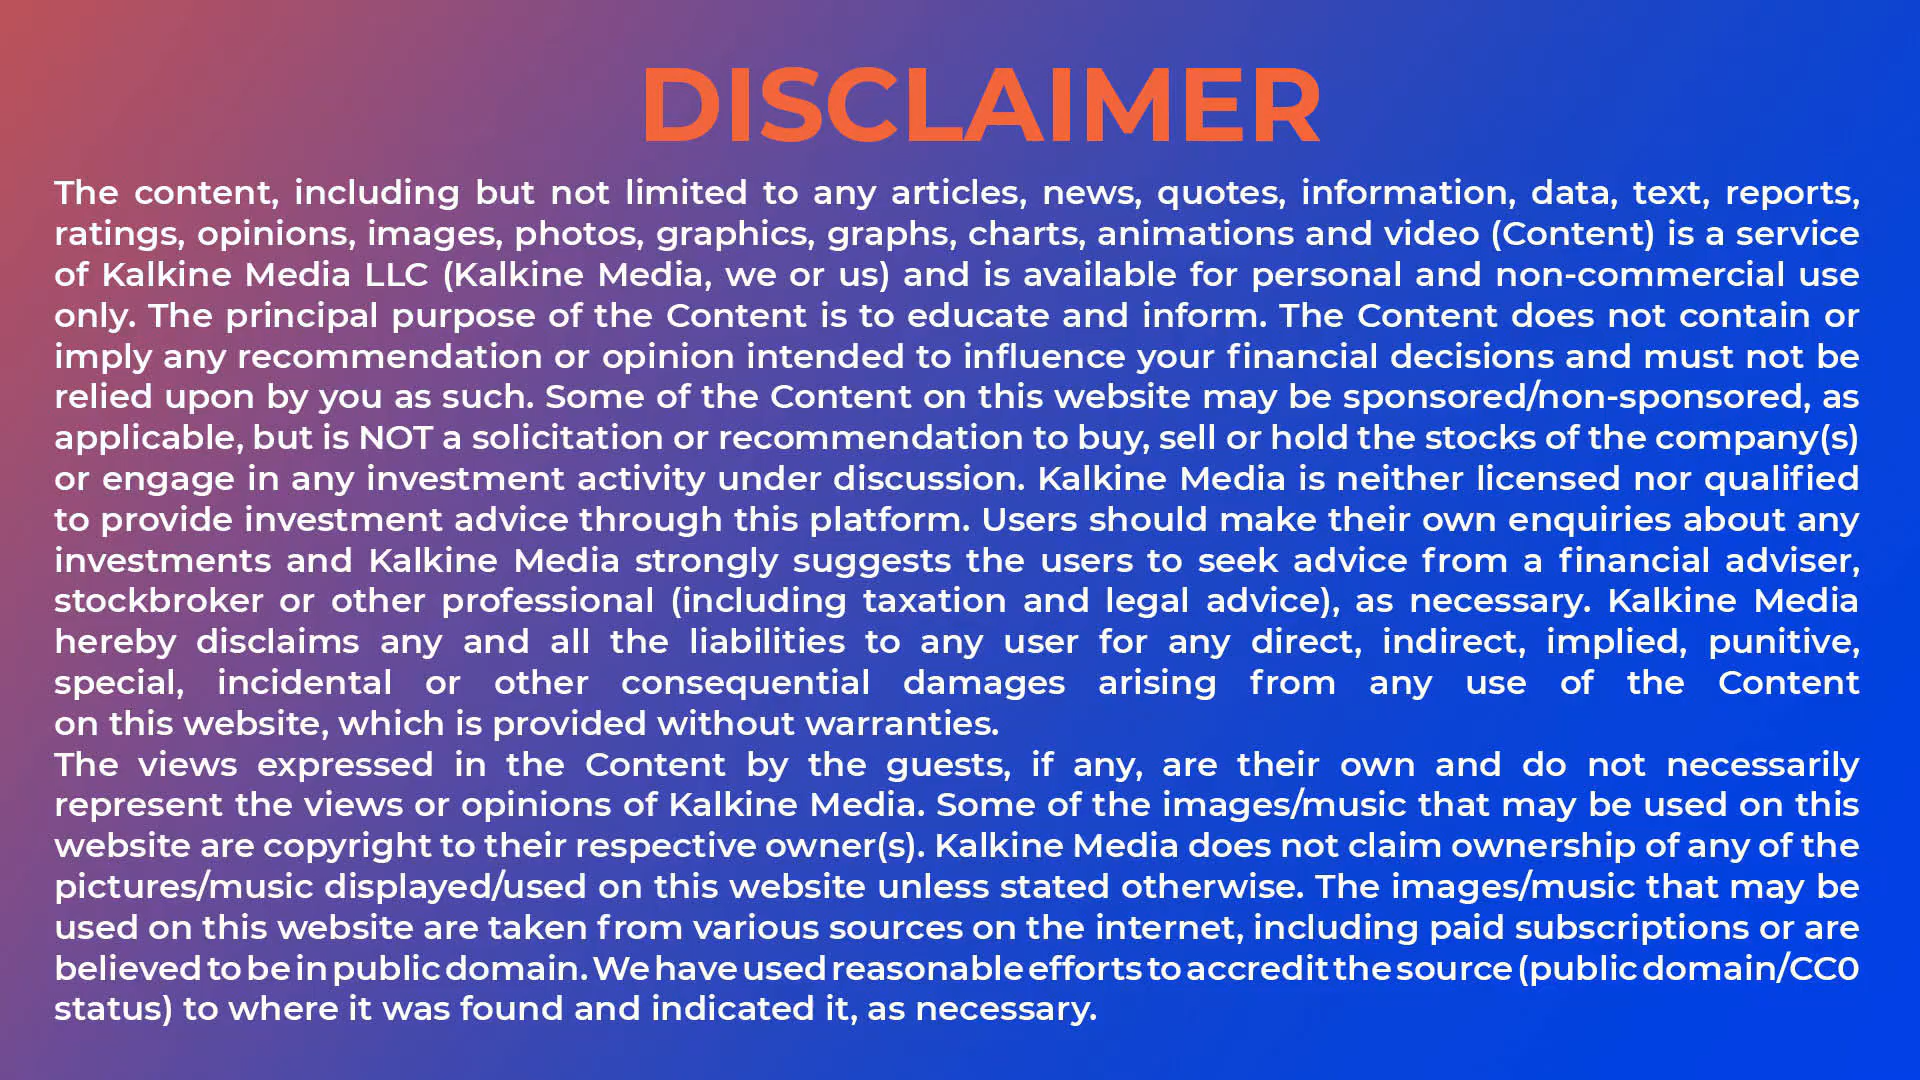 DISCLAIMER
The content, including but not limited to any articles, news, quotes, information, data, text, reports,
ratings, opinions, images, photos, graphics, graphs, charts, animations and video (Content) is a service
of Kalkine Media LLC (Kalkine Media, we or us) and is available for personal and non-commercial use
only. The principal purpose of the Content is to educate and inform. The Content does not contain or
imply any recommendation or opinion intended to influence your financial decisions and must not be
relied upon by you as such. Some of the Content on this website may be sponsored/non-sponsored, as
applicable, but is NOT a solicitation or recommendation to buy, sell or hold the stocks of the company(s)
or engage in any investment activity under discussion. Kalkine Media is neither licensed nor qualified
to provide investment advice through this platform. Users should make their own enquiries about any
investments and Kalkine Media strongly suggests the users to seek advice from a financial adviser,
stockbroker or other professional (including taxation and legal advice), as necessary. Kalkine Media
hereby disclaims any and all the liabilities to any user for any direct, indirect, implied, punitive,
special, incidental or other consequential damages arising from any use of the Content
on this website, which is provided without warranties.
The views expressed in the Content by the guests, if any, are their own and do not necessarily
represent the views or opinions of Kalkine Media. Some of the images/music that may be used on this
website are copyright to their respective owner(s). Kalkine Media does not claim ownership of any of the
pictures/music displayed/used on this website unless stated otherwise. The images/music that may be
used on this website are taken from various sources on the internet, including paid subscriptions or are
believed to be in public domain. We have used reasonable efforts to accredit the source (public domain/CC0
status) to where it was found and indicated it, as necessary.